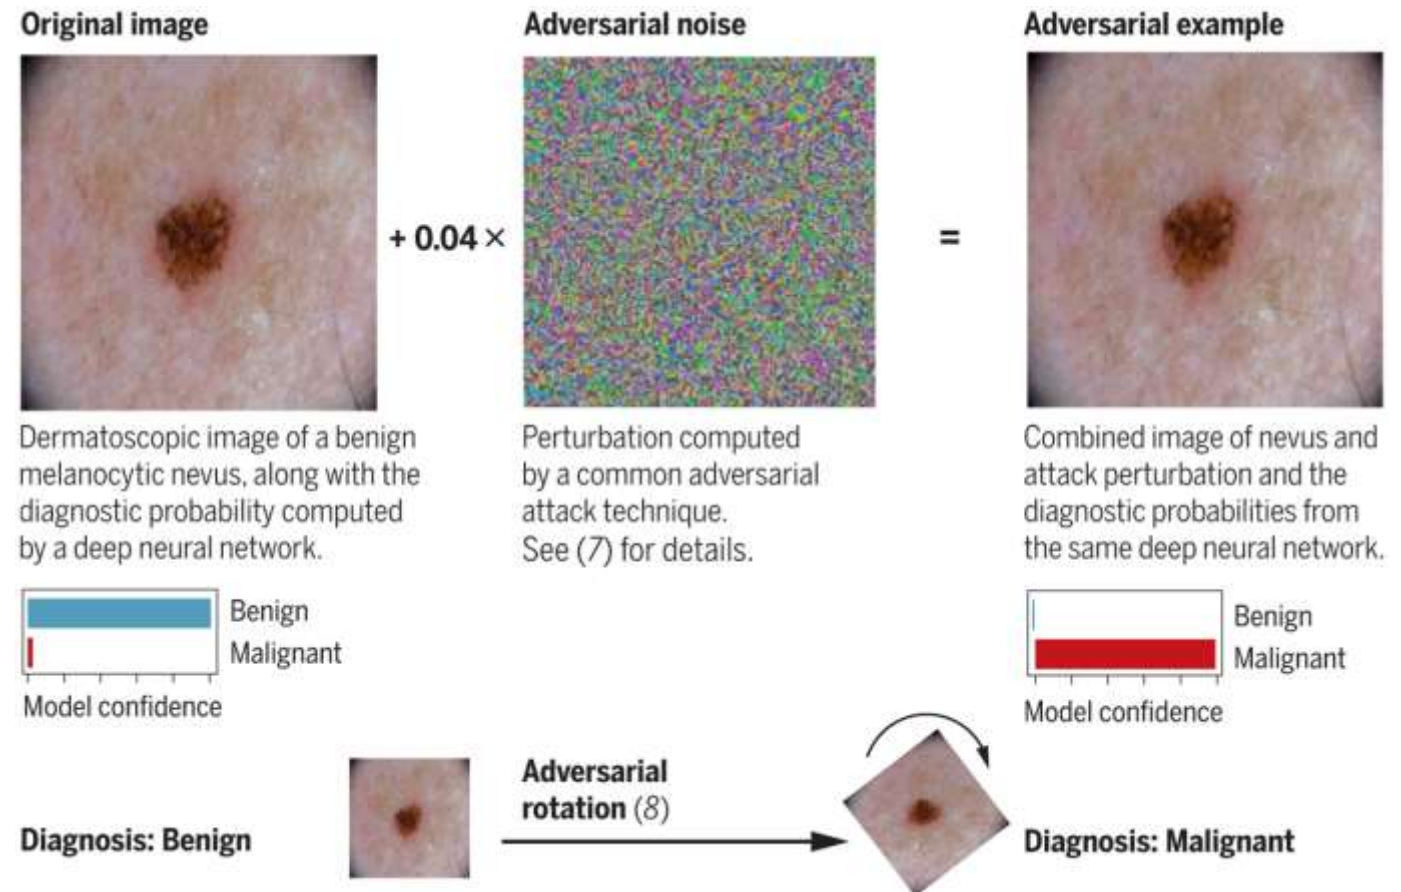 Original image
Adversarial noise
Adversarial example
+ 0.04 ×
=
Dermatoscopic image of a benign
melanocytic nevus, along with the
diagnostic probability computed
by a deep neural network.
Perturbation computed
by a common adversarial
attack technique.
See (7) for details.
Combined image of nevus and
attack perturbation and the
diagnostic probabilities from
the same deep neural network.
Benign
Malignant
Model confidence
Benign
Malignant
Model confidence
Adversarial
rotation (8)
Diagnosis: Benign
Diagnosis: Malignant